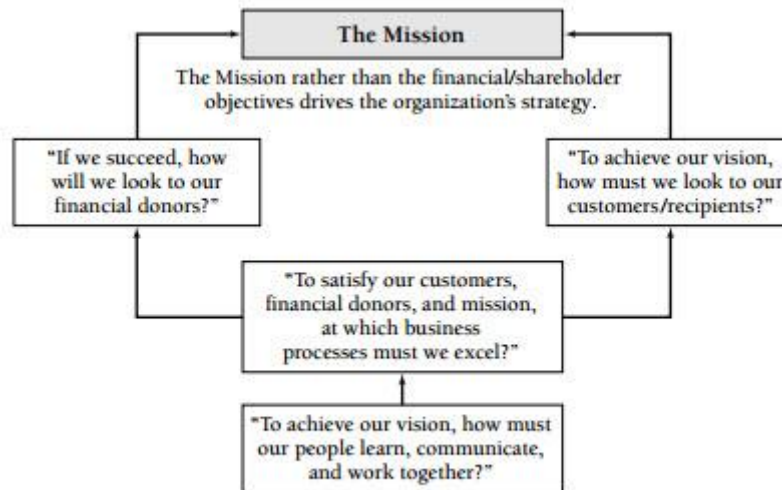 The Mission
The Mission rather than the financial/shareholder
objectives drives the organization’s strategy.
“If we succeed, how
will we look to our
financial donors?”
“To achieve our vision,
how must we look to our
customers/recipients?”
“To satisfy our customers,
financial donors, and mission,
at which business
processes must we excel?”
“To achieve our vision, how must
our people learn, communicate,
and work together?”